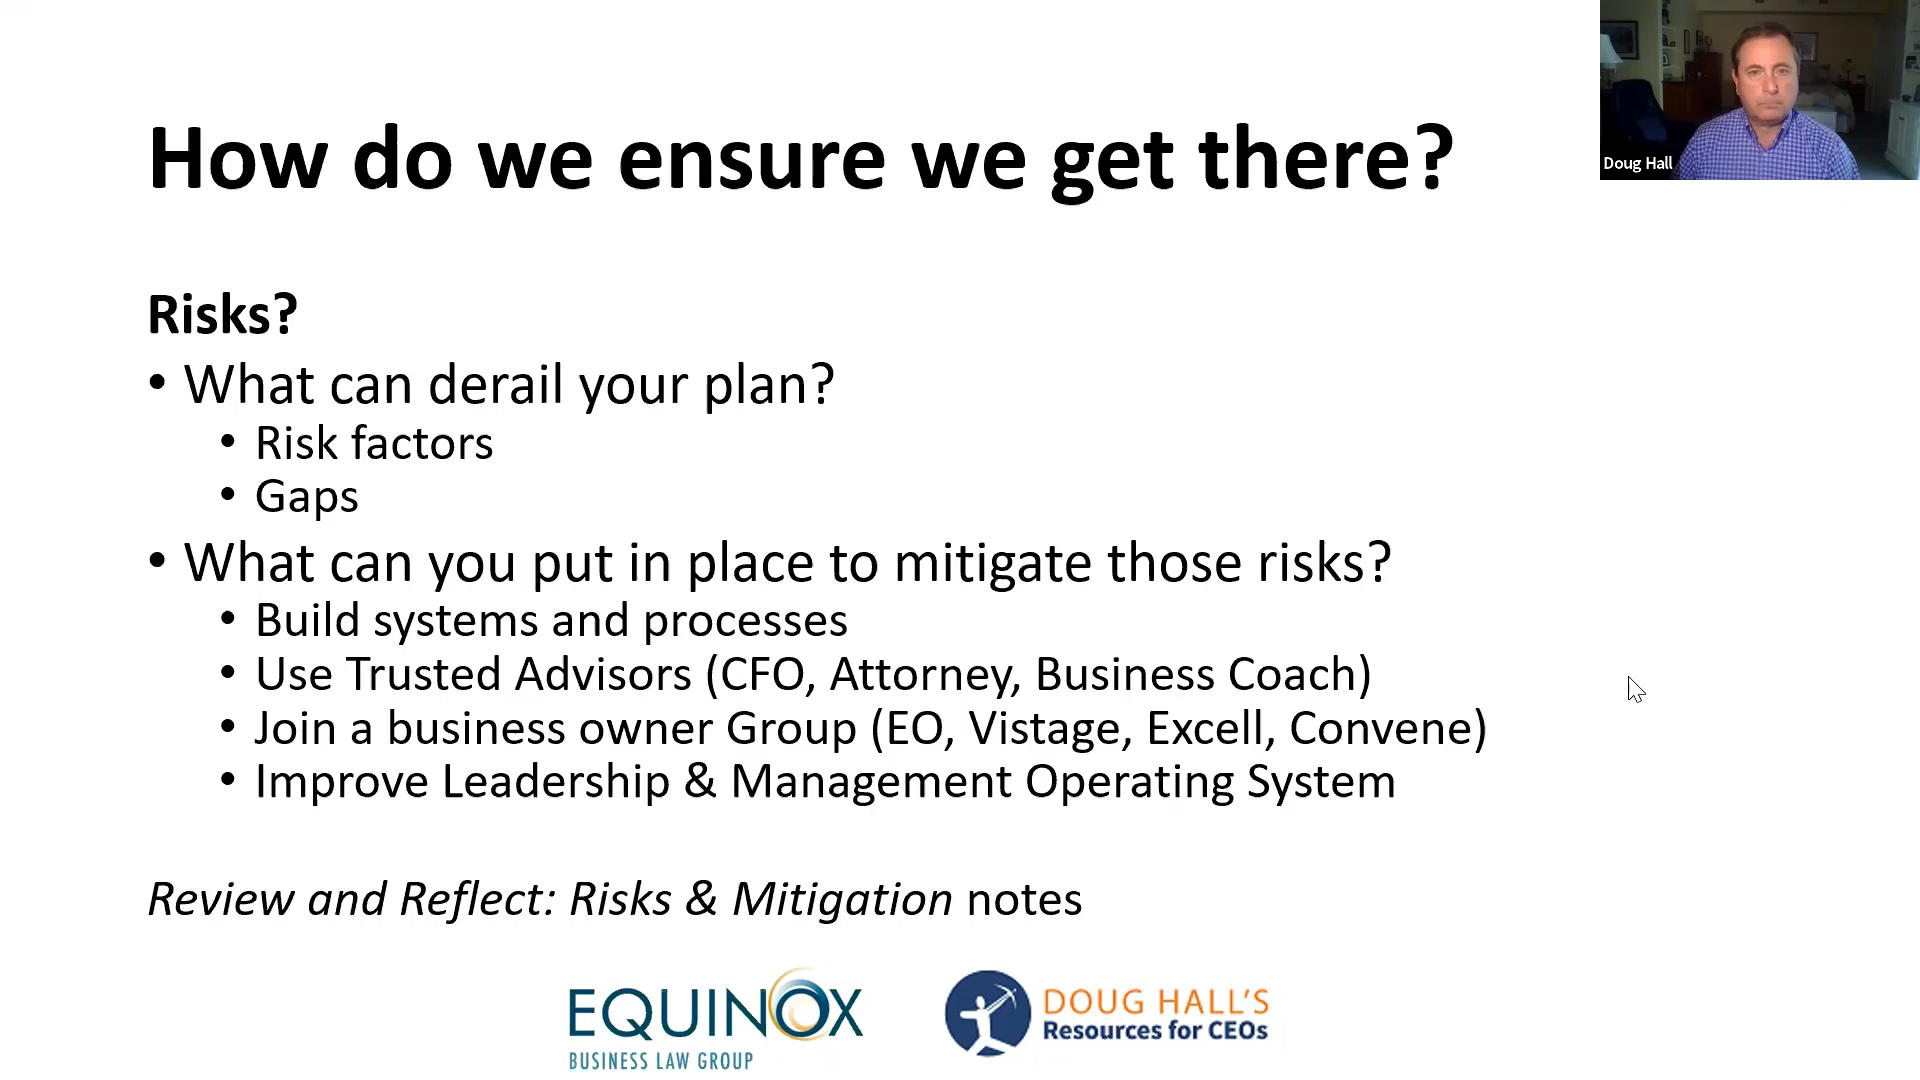 How do we ensure we get there?
Doug Hall
Risks?
• What can derail your plan?
• Risk factors
• Gaps
• What can you put in place to mitigate those risks?
• Build systems and processes
• Use Trusted Advisors (CFO, Attorney, Business Coach)
• Join a business owner Group (EO, Vistage, Excell, Convene)
• Improve Leadership & Management Operating System
Review and Reflect: Risks & Mitigation notes
EQUINOX
BUSINESS LAW GROUP
DOUG HALL'S
Resources for CEOs